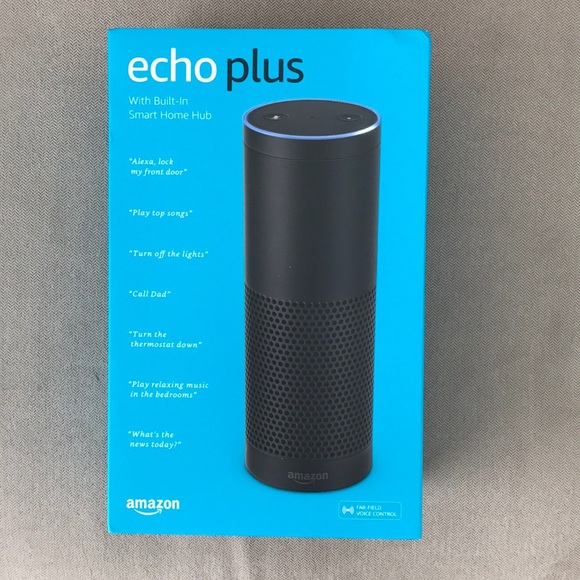 echo plus
With Built-In
Smart Home Hub
"Alexa, lock
my front door"
"Play top songs"
"Turn off the lights"
"Call Dad"
"Turn the
thermostat down"
"Play relaxing music
in the bedrooms"
"What's the
news today?"
amazon
amazon
FAR-FIELD
VOICE CONTROL